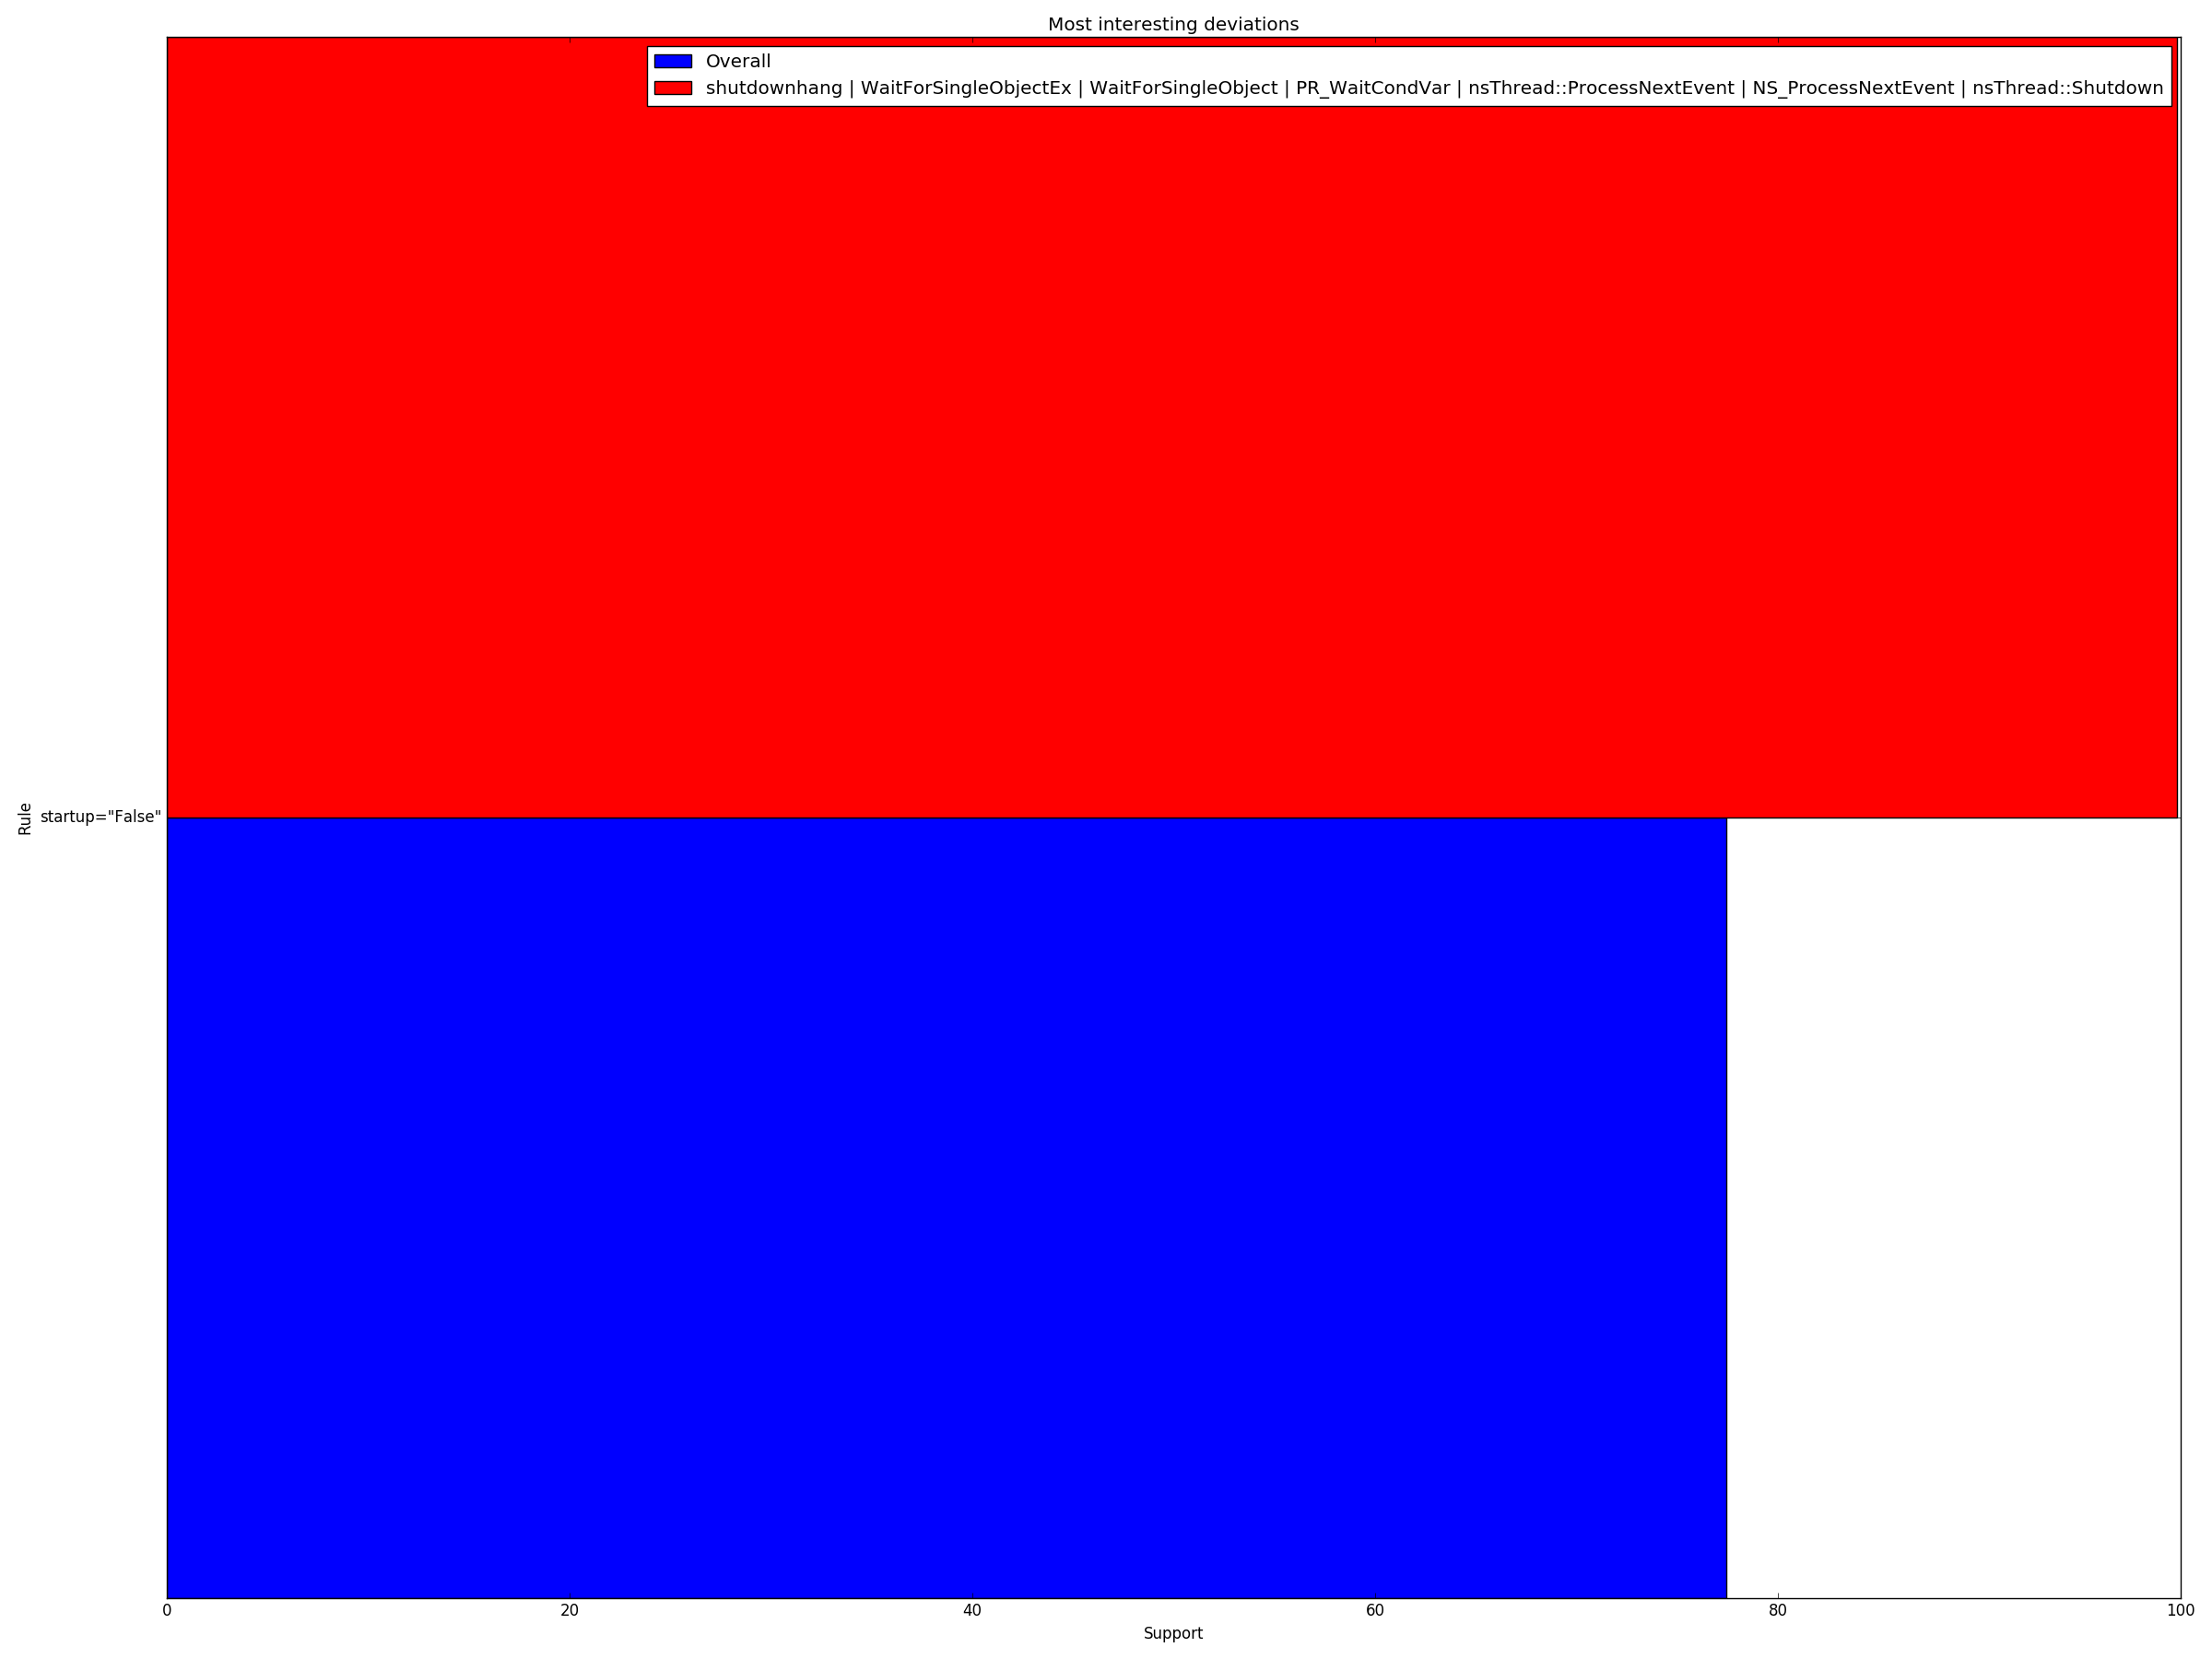 Most interesting deviations
Overall
shutdownhang | WaitForSingleObjectEx | WaitForSingleObject | PR_WaitCondVar | nsThread::ProcessNextEvent | NS_ProcessNextEvent | nsThread::Shutdown
Rule
startup="False"
0 20 40 60 80 100
Support